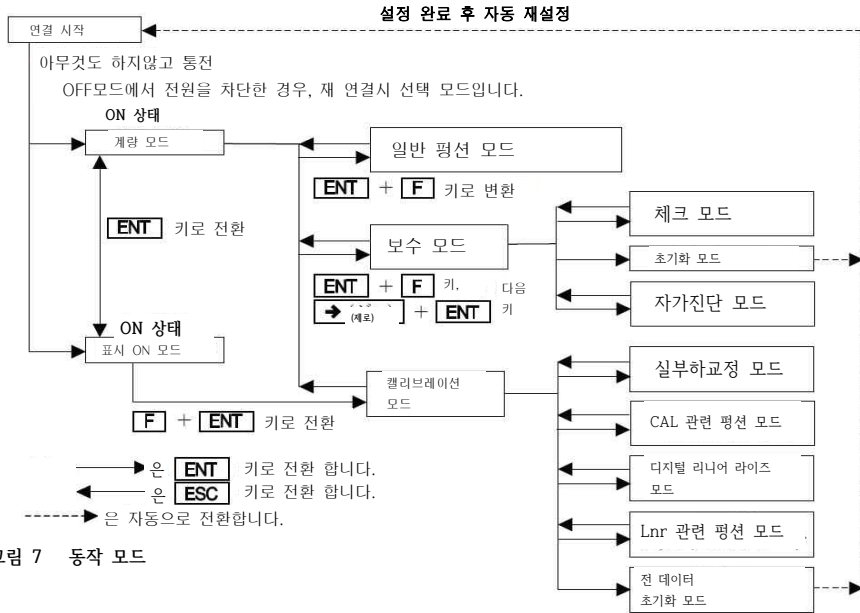 설정 완료 후 자동 재설정
연결 시작
아무것도 하지않고 통전
OFF모드에서 전원을 차단한 경우, 재 연결시 선택 모드입니다.
ON 상태
계량 모드
일반 펑션 모드
ENT + F 키로 변환
ENT 키로 전환
체크 모드
보수 모드
초기화 모드
ENT + F 키. 다음
➔ (제로) + ENT 키
자가진단 모드
ON 상태
표시 ON 모드
실부하교정 모드
캘리브레이션
모드
F + ENT 키로 전환
CAL 관련 펑션 모드
은 ENT 키로 전환 합니다.
은 ESC 키로 전환 합니다.
은 자동으로 전환합니다.
디지털 리니어 라이즈
모드
Lnr 관련 펑션 모드
그림 7 동작 모드
전 데이터
초기화 모드